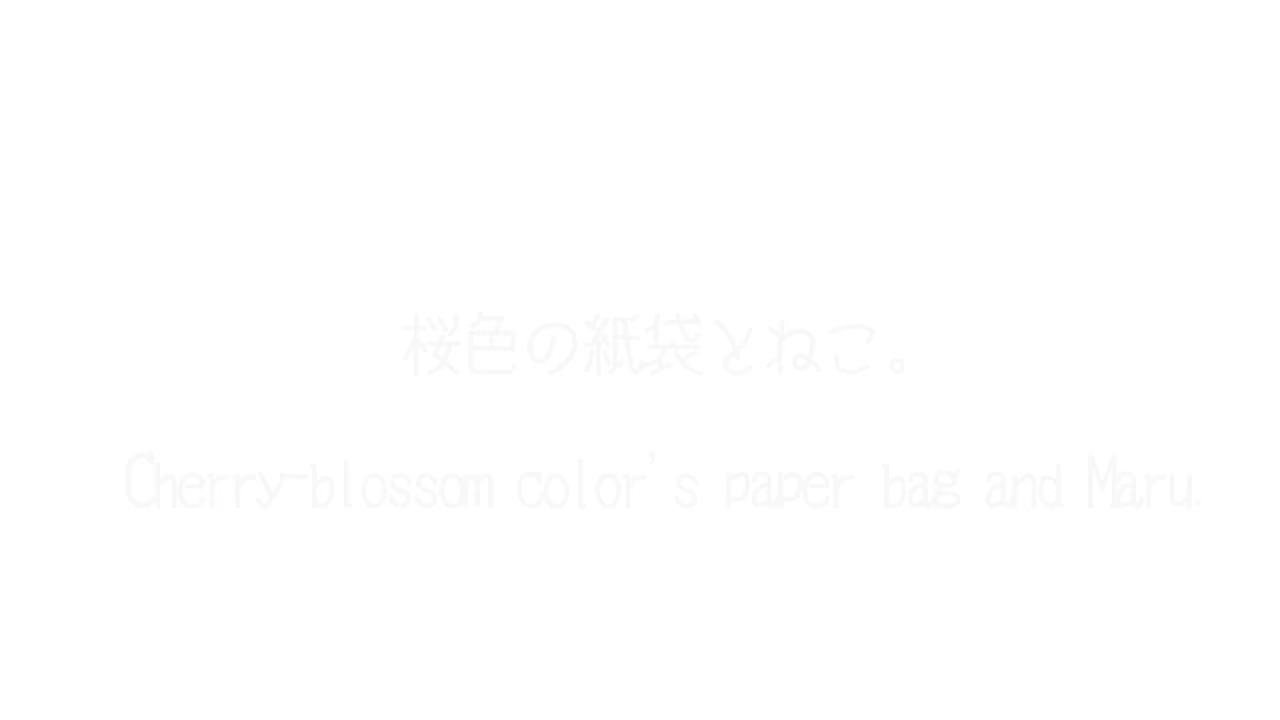 桜色の紙袋とねこ。
Cherry-blossom color's paper bag and Maru.